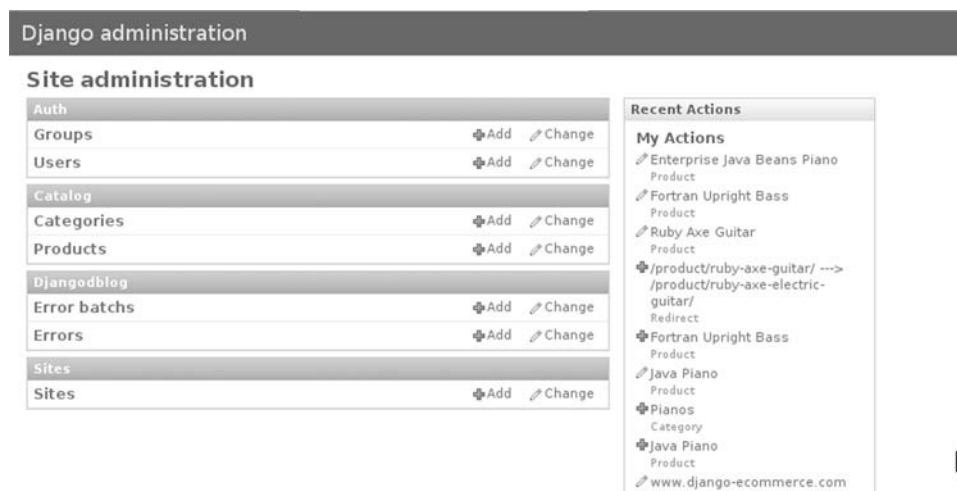 Django administration
Site administration
Auth
Groups Add Change
Users Add Change
Catalog
Categories Add Change
Products Add Change
Djangodblog
Error batchs Add Change
Errors Add Change
Sites
Sites Add Change
Recent Actions
My Actions
Enterprise Java Beans Piano
Product
Fortran Upright Bass
Product
Ruby Axe Guitar
Product
/product/ruby-axe-guitar/ --->
/product/ruby-axe-electric-
guitar/
Redirect
Fortran Upright Bass
Product
Java Piano
Product
Pianos
Category
Java Piano
Product
www.django-ecommerce.com